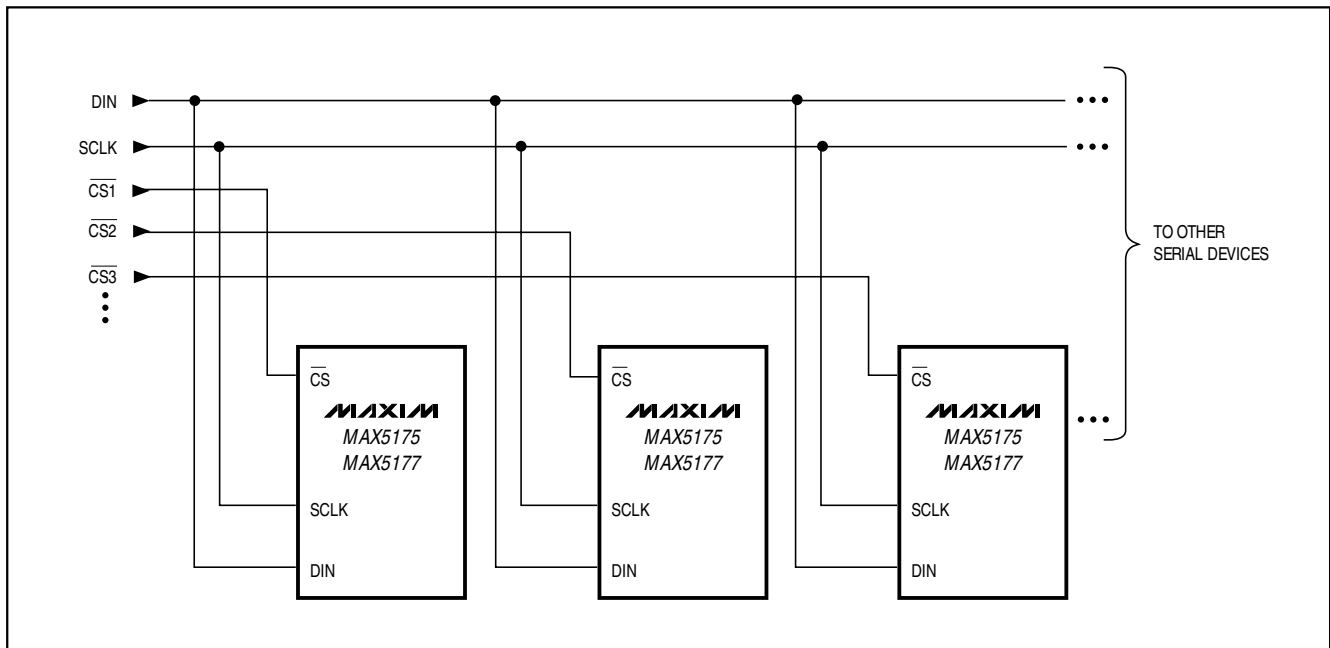 DIN
SCLK
CS1
CS2
CS3
TO OTHER
SERIAL DEVICES
CS
MAXIM
MAX5175
MAX5177
SCLK
DIN
CS
MAXIM
MAX5175
MAX5177
SCLK
DIN
CS
MAXIM
MAX5175
MAX5177
SCLK
DIN